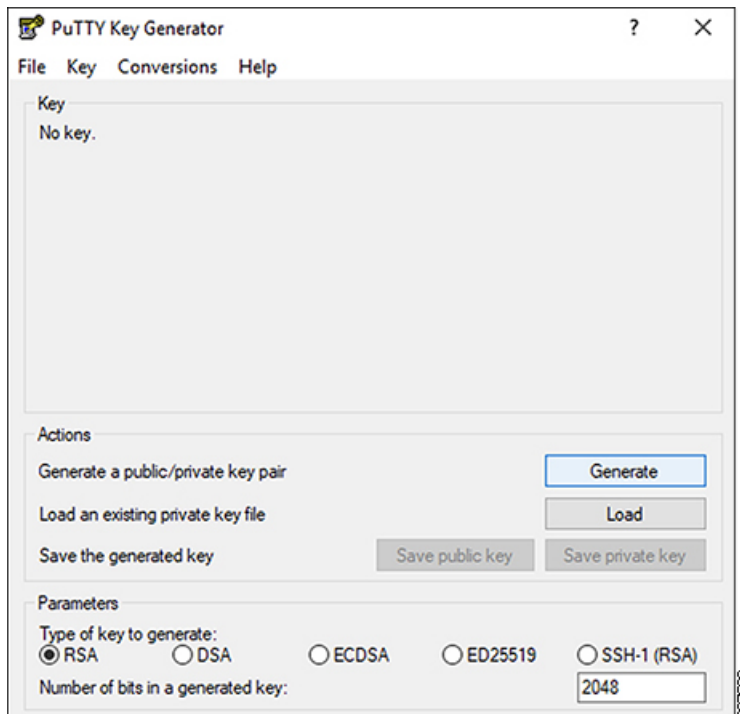 PuTTY Key Generator ? X
File Key Conversions Help
Key
No key.
Actions
Generate a public/private key pair Generate
Load an existing private key file Load
Save the generated key Save public key Save private key
Parameters
Type of key to generate:
RSA DSA ECDSA ED25519 SSH-1 (RSA)
Number of bits in a generated key: 2048